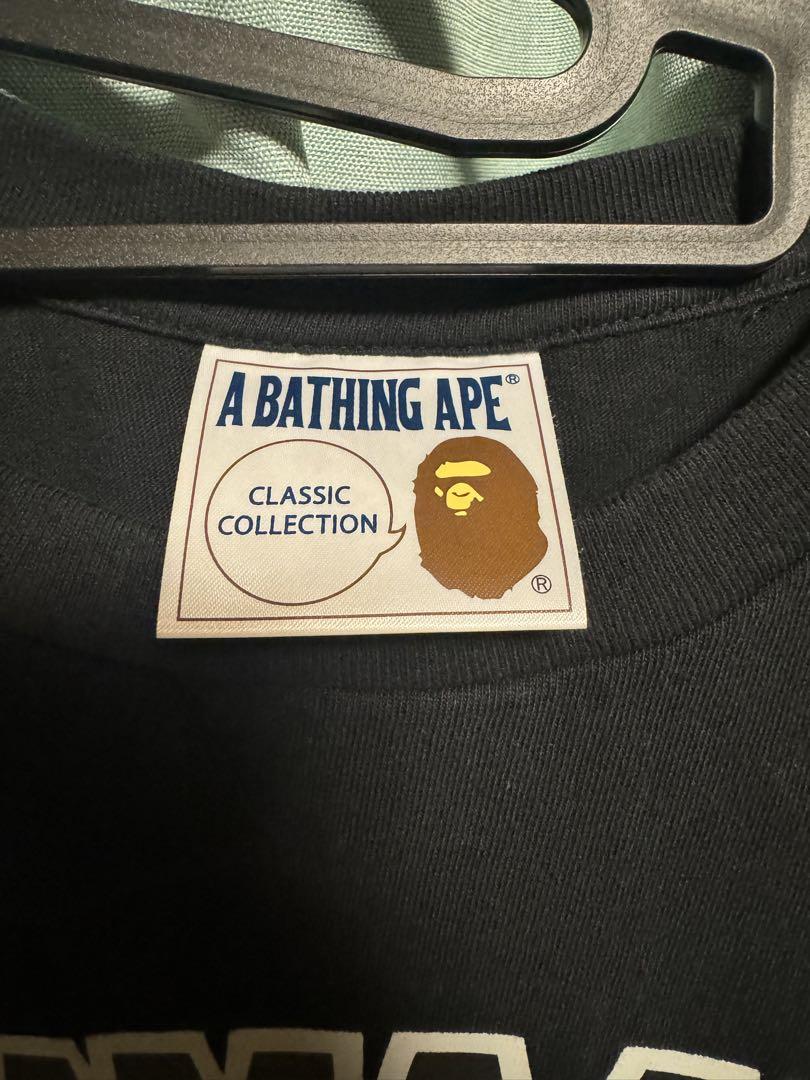 A BATHING APE®
CLASSIC
COLLECTION
®